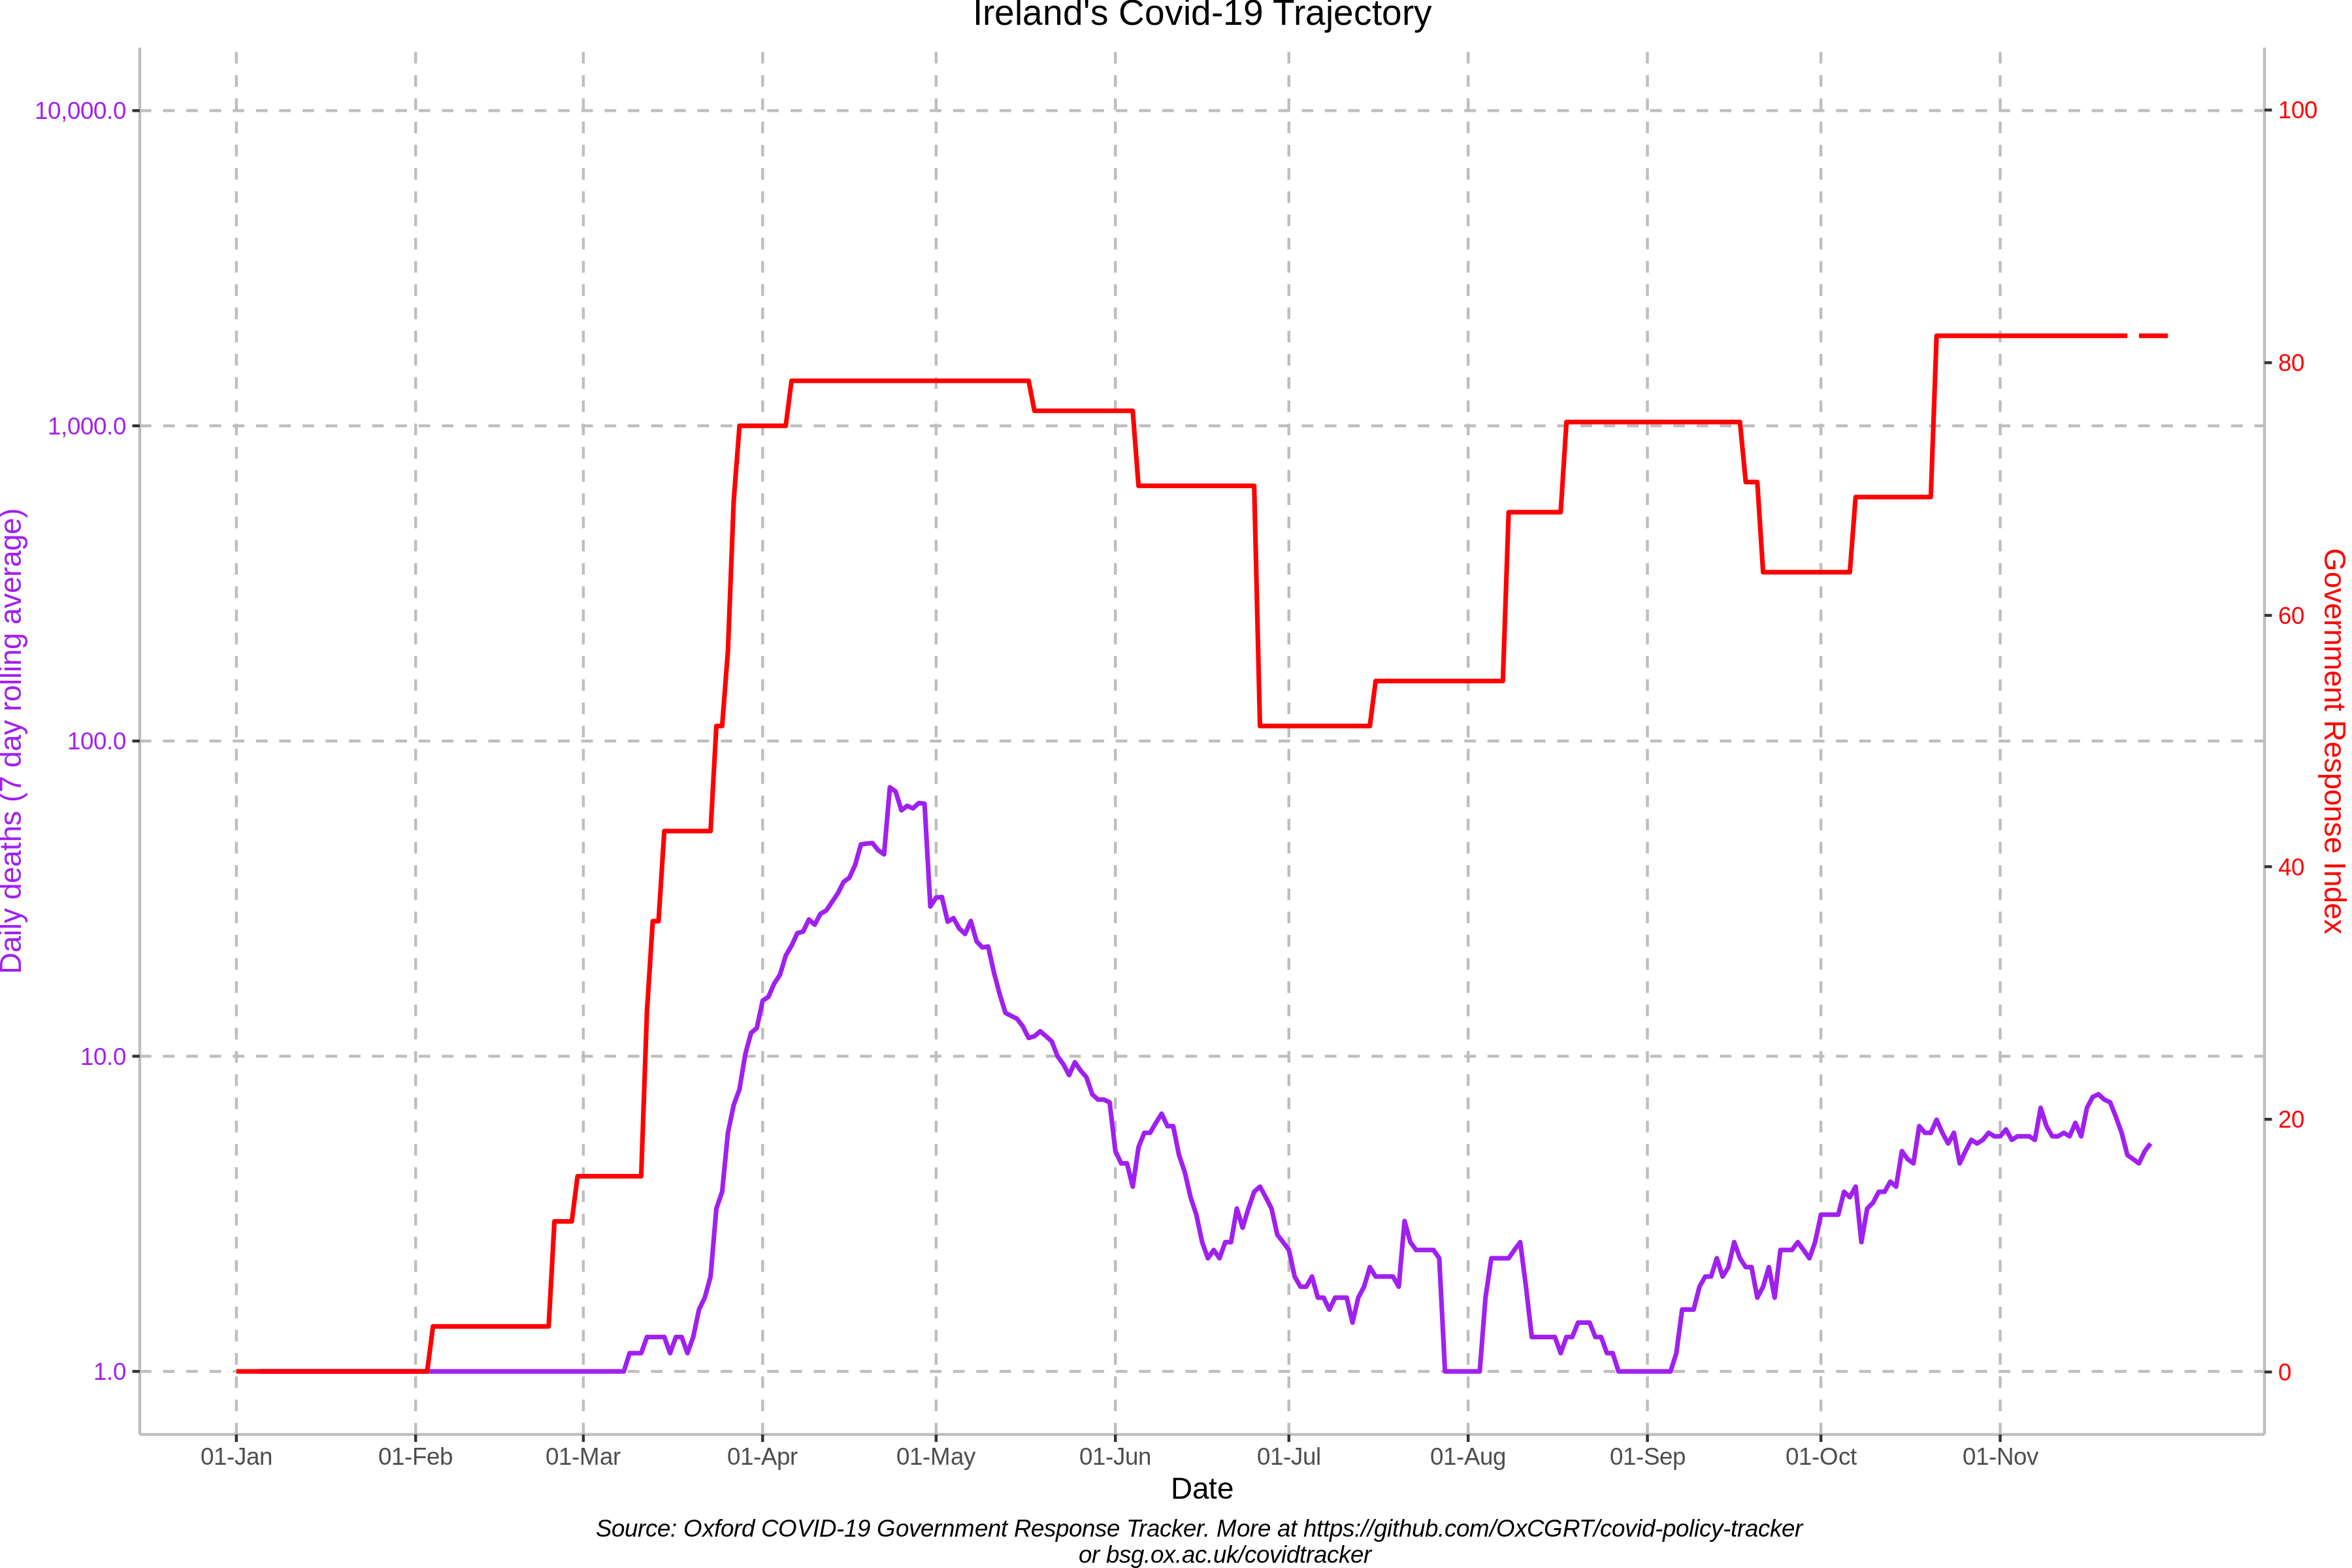 Ireland's Covid-19 Trajectory
10,000.0
1,000.0
100.0
10.0
1.0
Daily deaths (7 day rolling average)
100
80
60
40
20
0
Government Response Index
01-Jan 01-Feb 01-Mar 01-Apr 01-May 01-Jun 01-Jul 01-Aug 01-Sep 01-Oct 01-Nov
Date
Source: Oxford COVID-19 Government Response Tracker. More at https://github.com/OxCGRT/covid-policy-tracker
or bsg.ox.ac.uk/covidtracker